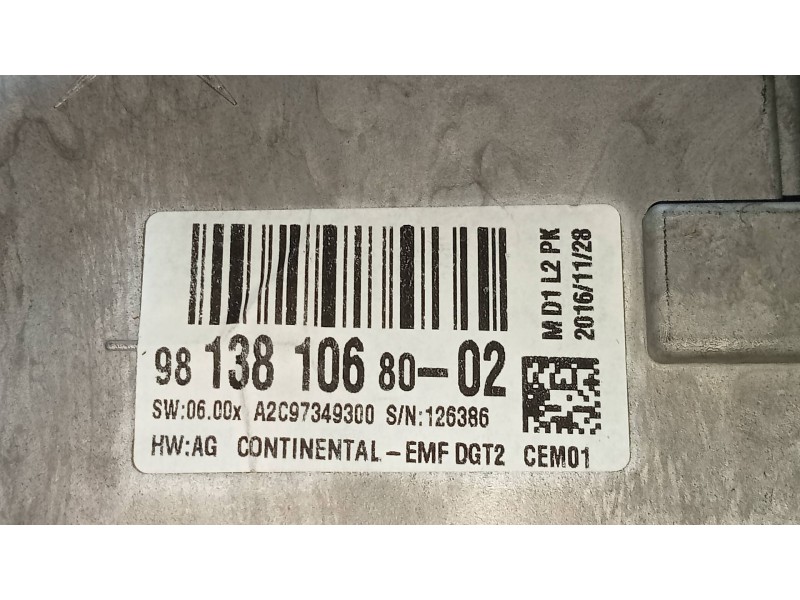 98 138 106 80-02
SW:06.00x A2C97349300 S/N:126386
HW:AG CONTINENTAL-EMF DGT2 CEM01
M D1 L2 PK
2016/11/28